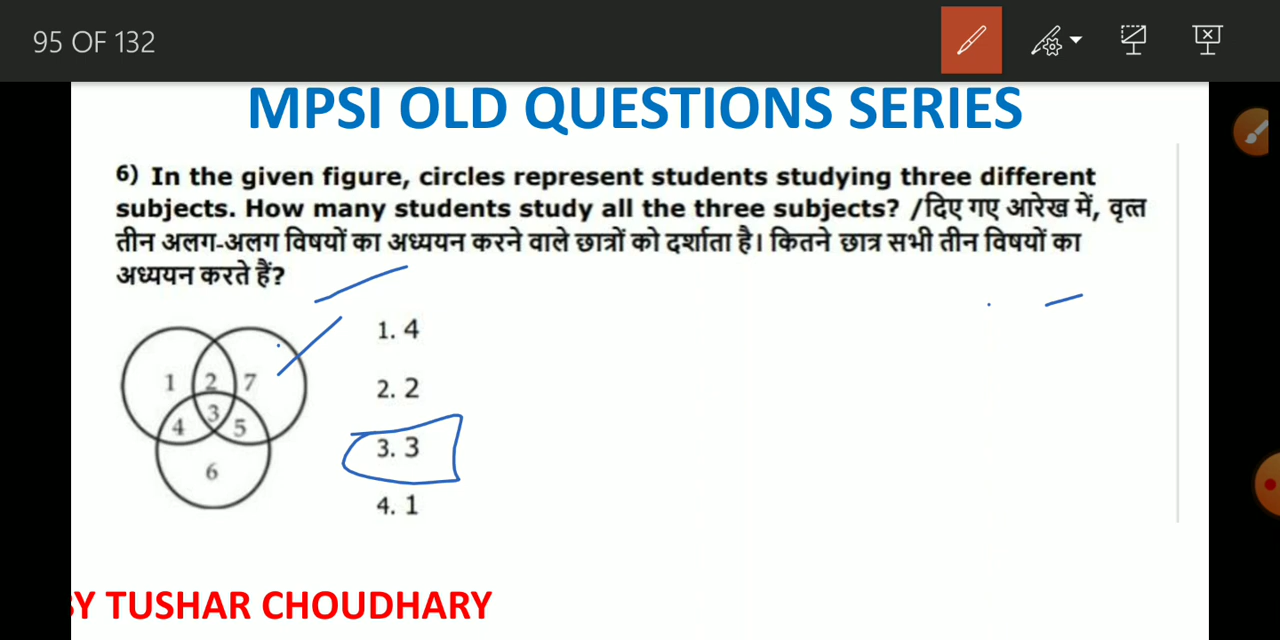 95 OF 132
MPSI OLD QUESTIONS SERIES
6) In the given figure, circles represent students studying three different
subjects. How many students study all the three subjects? /दिए गए आरेख में, वृत्त
तीन अलग-अलग विषयों का अध्ययन करने वाले छात्रों को दर्शाता है। कितने छात्र सभी तीन विषयों का
अध्ययन करते हैं?
1. 4
1 2 7
2. 2
3
4 5
3. 3
6
4. 1
BY TUSHAR CHOUDHARY